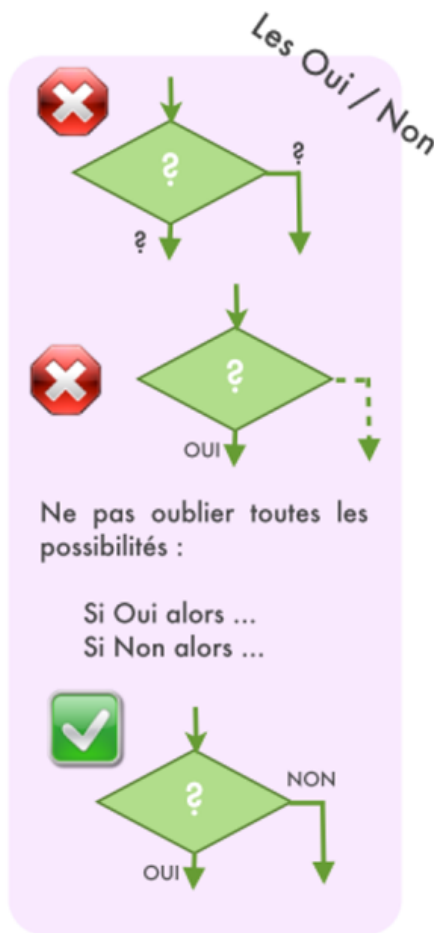 Les Oui / Non
?
?
?
?
OUI
Ne pas oublier toutes les
possibilités :
Si Oui alors ...
Si Non alors ...
?
NON
OUI